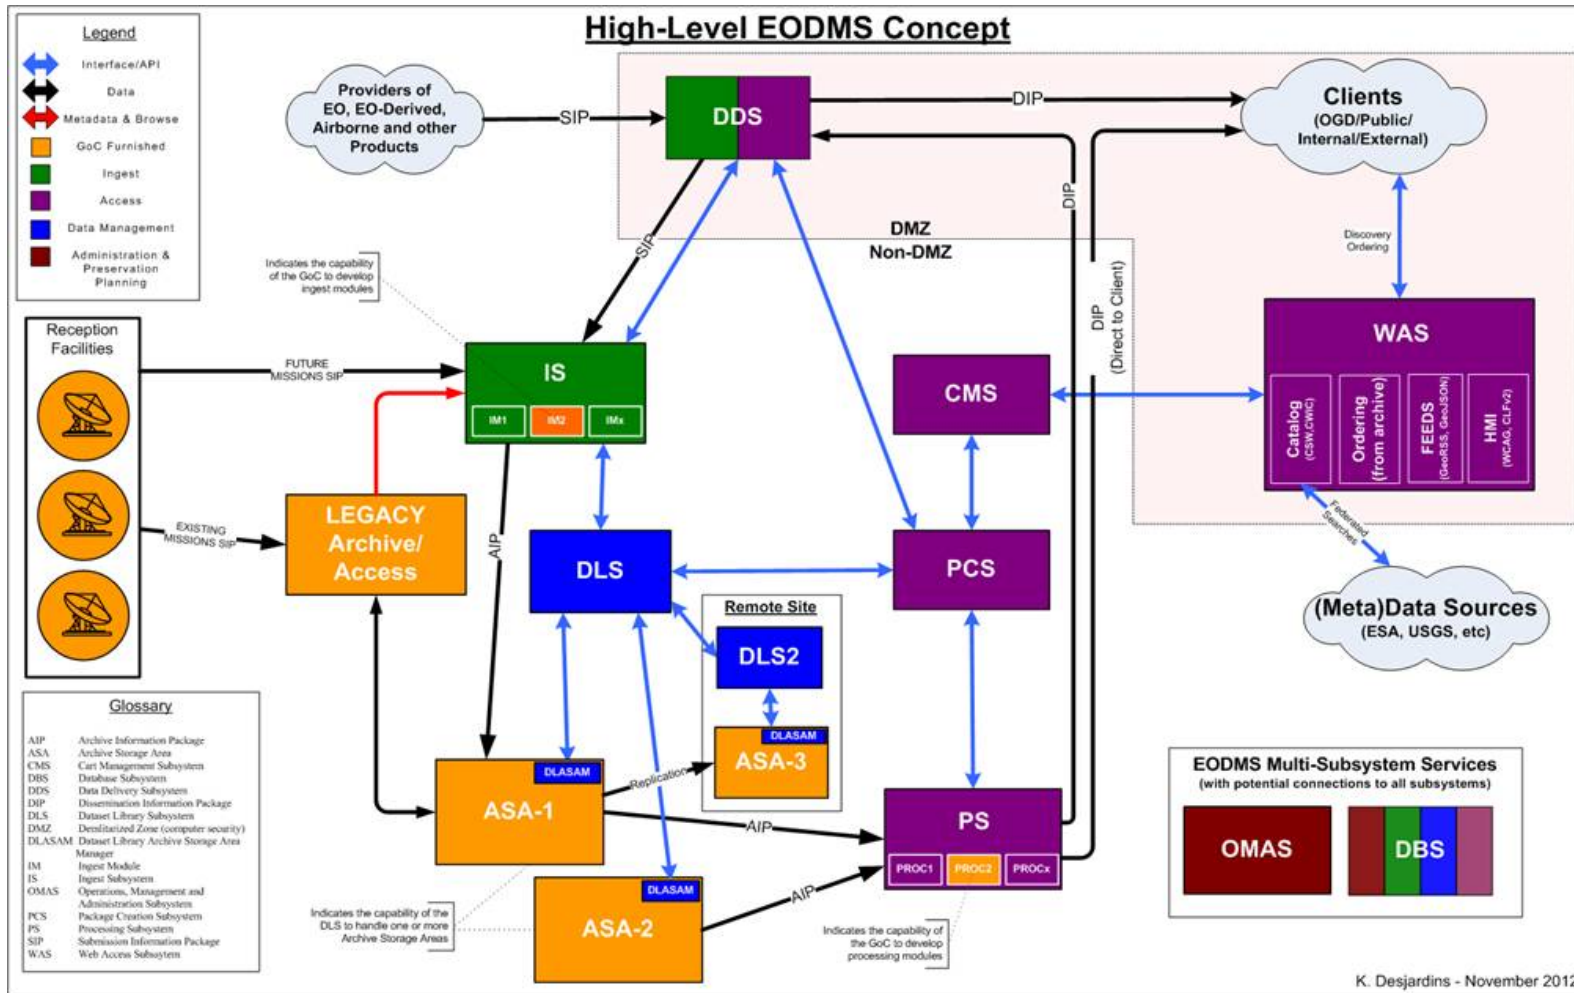 High-Level EODMS Concept
Legend
Interface/API
Data
Metadata & Browse
GoC Furnished
Ingest
Access
Data Management
Administration &
Preservation
Planning
Providers of
EO, EO-Derived,
Airborne and other
Products
SIP
DDS
DIP
Clients
(OGD/Public/
Internal/External)
SIP
DIP
DMZ
Non-DMZ
DIP
(Direct to Client)
Discovery
Ordering
Indicates the capability
of the GoC to develop
ingest modules
Reception
Facilities
FUTURE
MISSIONS SIP
IS
IM1
IM2
IMx
CMS
WAS
Catalog
(CSW,CWIC)
Ordering
(from archive)
FEEDS
(GeoRSS, GeoJSON)
HMI
(WCAG, CLFv2)
EXISTING
MISSIONS SIP
LEGACY
Archive/
Access
AIP
DLS
PCS
Federated
Searches
(Meta)Data Sources
(ESA, USGS, etc)
Remote Site
DLS2
DLASAM
ASA-3
DLASAM
ASA-1
Replication
AIP
PS
PROC1
PROC2
PROCx
DLASAM
ASA-2
AIP
Indicates the capability of the
DLS to handle one or more
Archive Storage Areas
Indicates the capability of
the GoC to develop
processing modules
Glossary
AIP Archive Information Package
ASA Archive Storage Area
CMS Cart Management Subsystem
DBS Database Subsystem
DDS Data Delivery Subsystem
DIP Dissemination Information Package
DLS Dataset Library Subsystem
DMZ Demilitarized Zone (computer security)
DLASAM Dataset Library Archive Storage Area
Manager
IM Ingest Module
IS Ingest Subsystem
OMAS Operations, Management and
Administration Subsystem
PCS Package Creation Subsystem
PS Processing Subsystem
SIP Submission Information Package
WAS Web Access Subsoytem
EODMS Multi-Subsystem Services
(with potential connections to all subsystems)
OMAS
DBS
K. Desjardins - November 2012